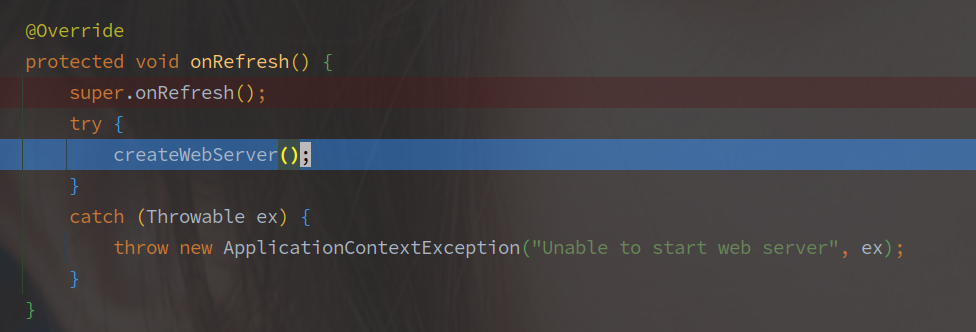 @Override
protected void onRefresh() {
super.onRefresh();
try {
createWebServer();
}
catch (Throwable ex) {
throw new ApplicationContextException("Unable to start web server", ex);
}
}